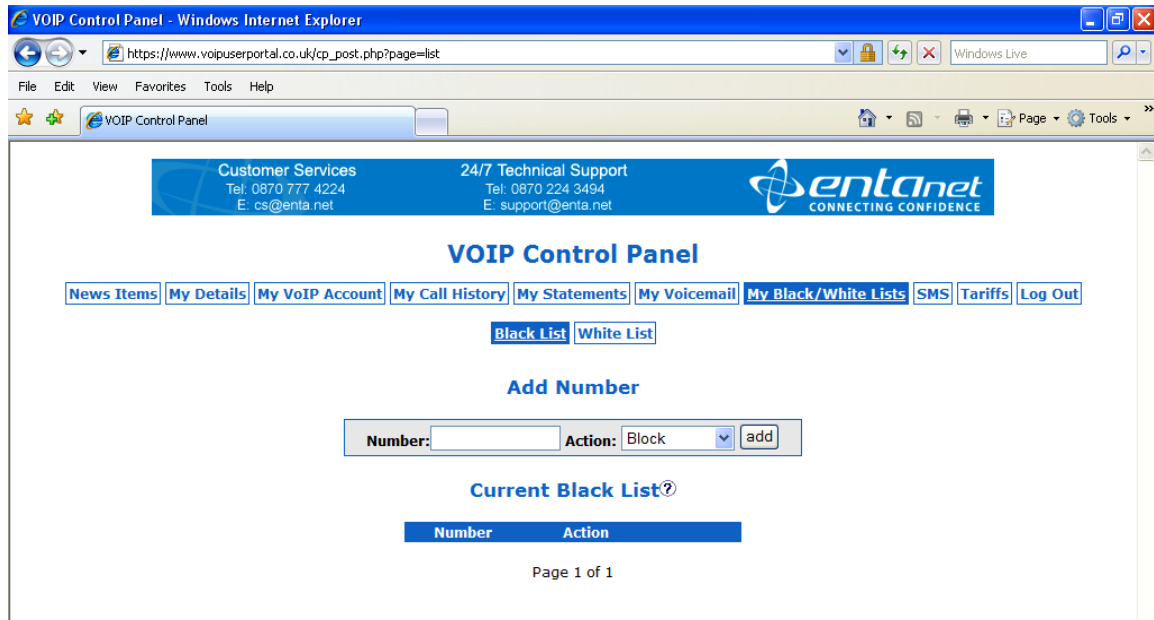 VOIP Control Panel - Windows Internet Explorer
https://www.voipuserportal.co.uk/cp_post.php?page=list
Windows Live
File Edit View Favorites Tools Help
VOIP Control Panel
Page Tools »
Customer Services 24/7 Technical Support
Tel: 0870 777 4224 Tel: 0870 224 3494
E: cs@enta.net E: support@enta.net
entanet
CONNECTING CONFIDENCE
VOIP Control Panel
News Items My Details My VoIP Account My Call History My Statements My Voicemail My Black/White Lists SMS Tariffs Log Out
Black List White List
Add Number
Number: Action: Block add
Current Black List?
Number Action
Page 1 of 1